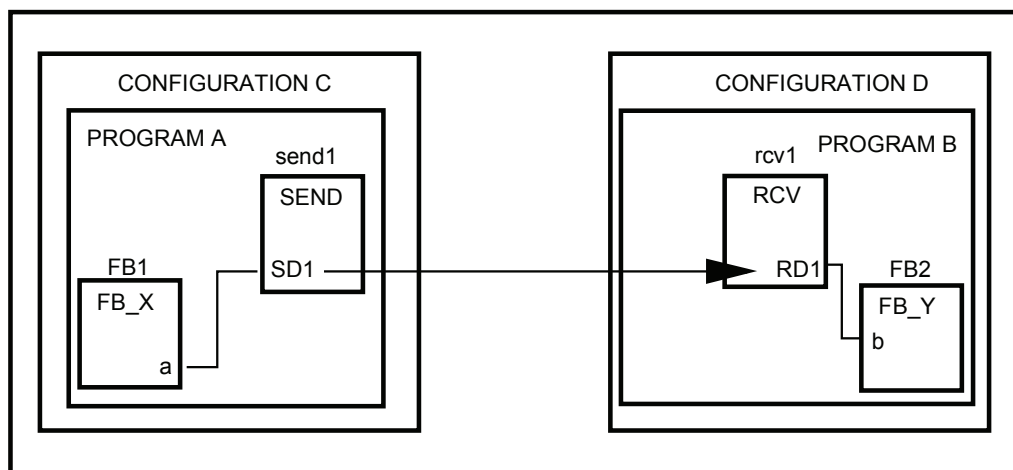 CONFIGURATION C
PROGRAM A
send1
SEND
SD1
FB1
FB_X
a
CONFIGURATION D
PROGRAM B
rcv1
RCV
RD1
FB2
FB_Y
b